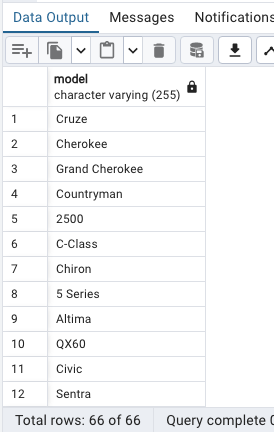 Data Output Messages Notifications
model
character varying (255)
1 Cruze
2 Cherokee
3 Grand Cherokee
4 Countryman
5 2500
6 C-Class
7 Chiron
8 5 Series
9 Altima
10 QX60
11 Civic
12 Sentra
Total rows: 66 of 66 Query complete 0